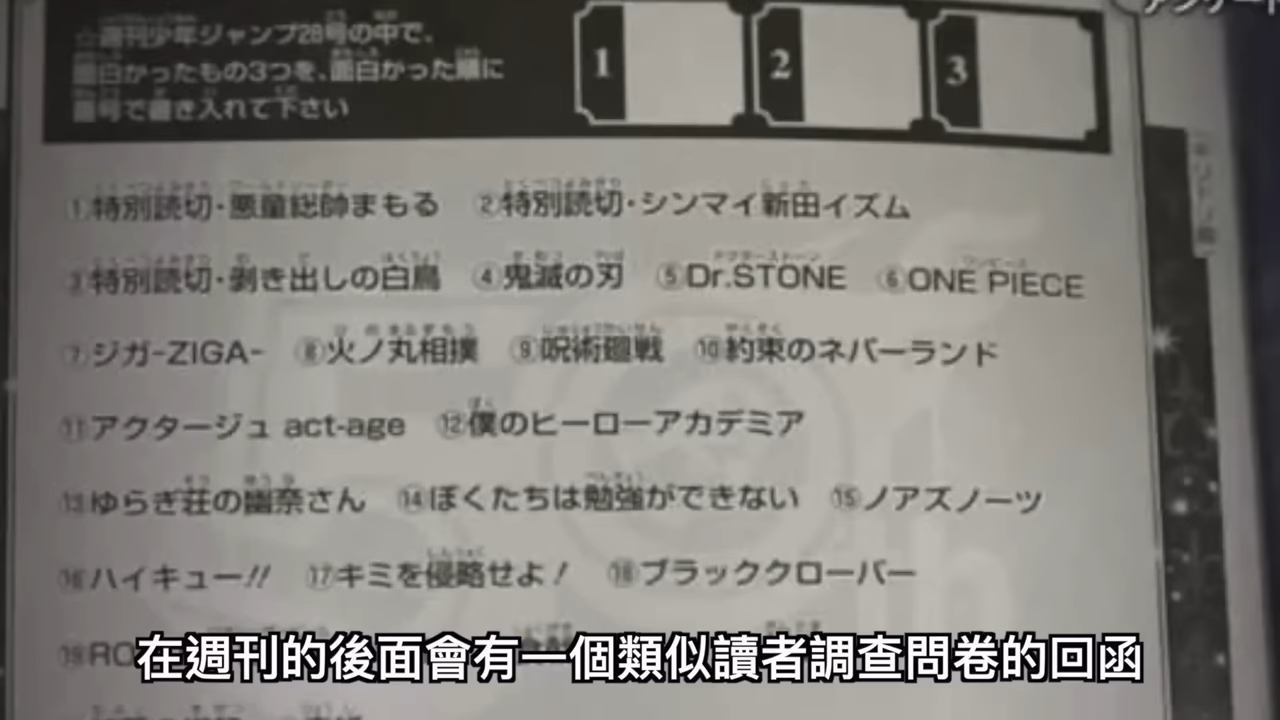 アンケート
☆週刊少年ジャンプ28号の中で、
面白かったもの3つを、面白かった順に
番号で書き入れて下さい
1 2 3
①特別読切・悪童総帥まもる ②特別読切・シンマイ新田イズム
③特別読切・剥き出しの白鳥 ④鬼滅の刃 ⑤Dr.STONE ⑥ONE PIECE
⑦ジガ-ZIGA- ⑧火ノ丸相撲 ⑨呪術廻戦 ⑩約束のネバーランド
⑪アクタージュ act-age ⑫僕のヒーローアカデミア
⑬ゆらぎ荘の幽奈さん ⑭ぼくたちは勉強ができない ⑮ノアズノーツ
⑯ハイキュー!! ⑰キミを侵略せよ! ⑱ブラッククローバー
⑲RO
在週刊的後面會有一個類似讀者調查問卷的回函